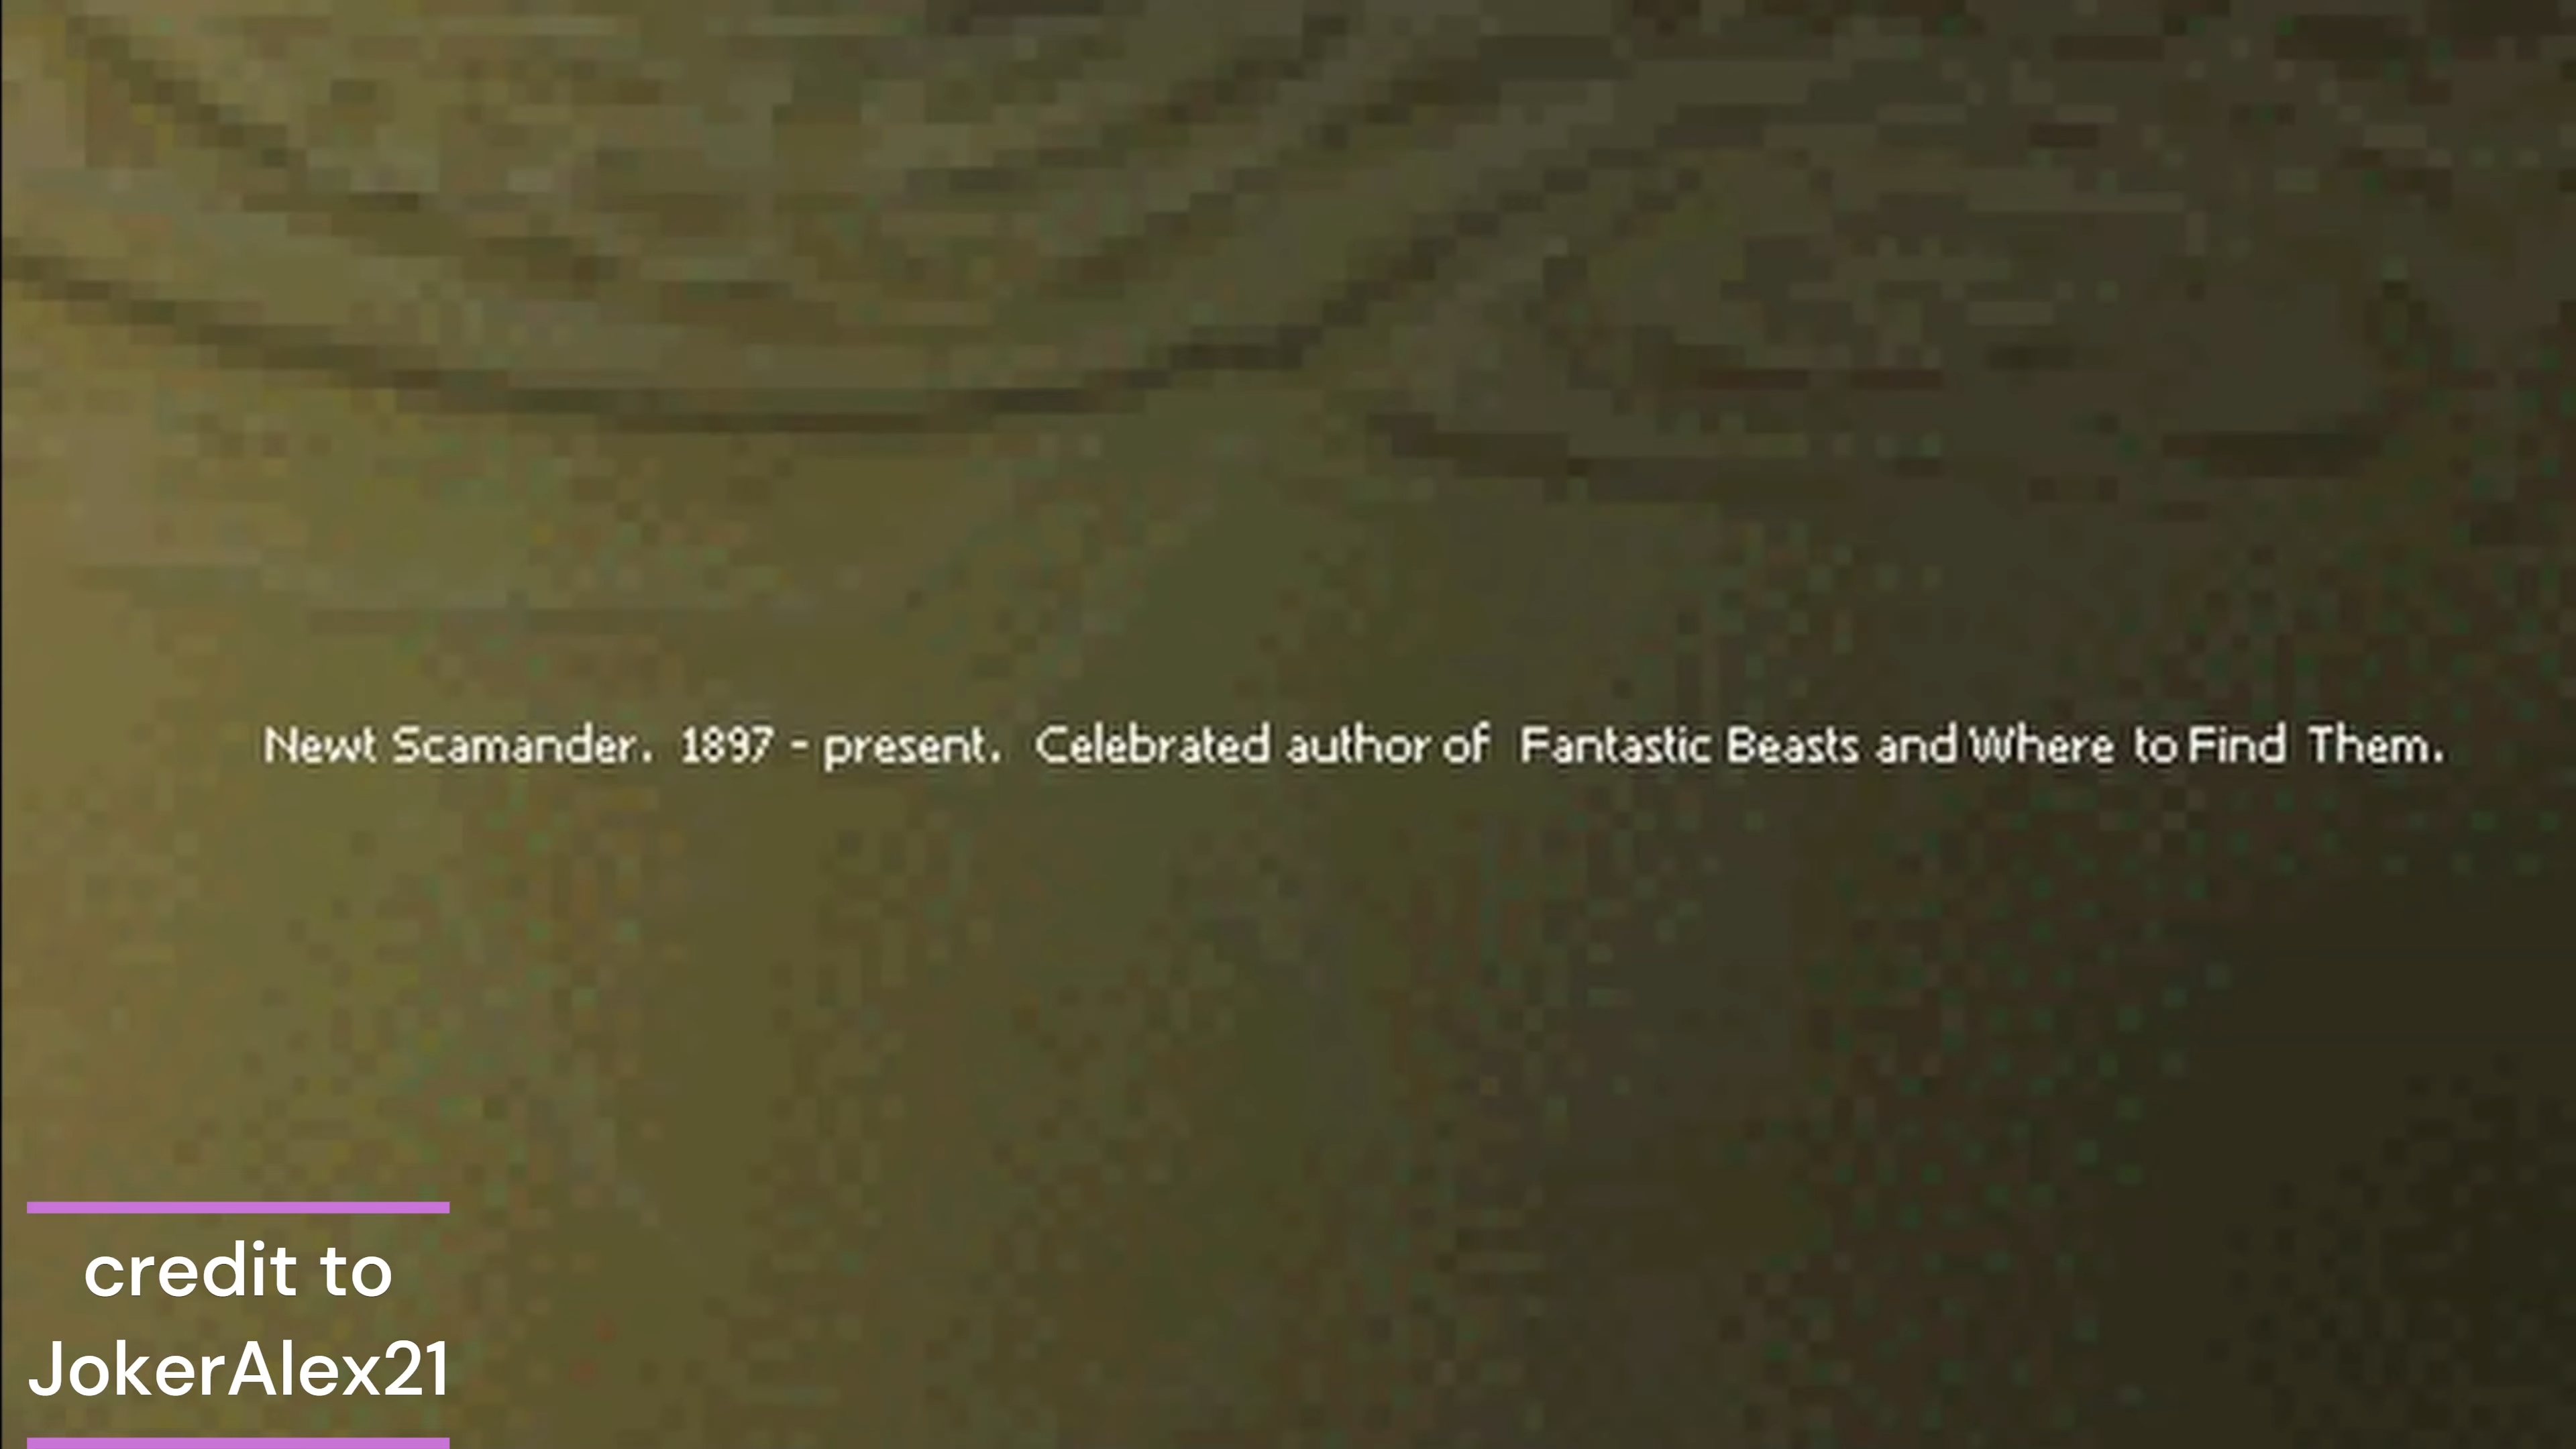 Newt Scamander. 1897 - present. Celebrated author of Fantastic Beasts and Where to Find Them.
credit to
JokerAlex21